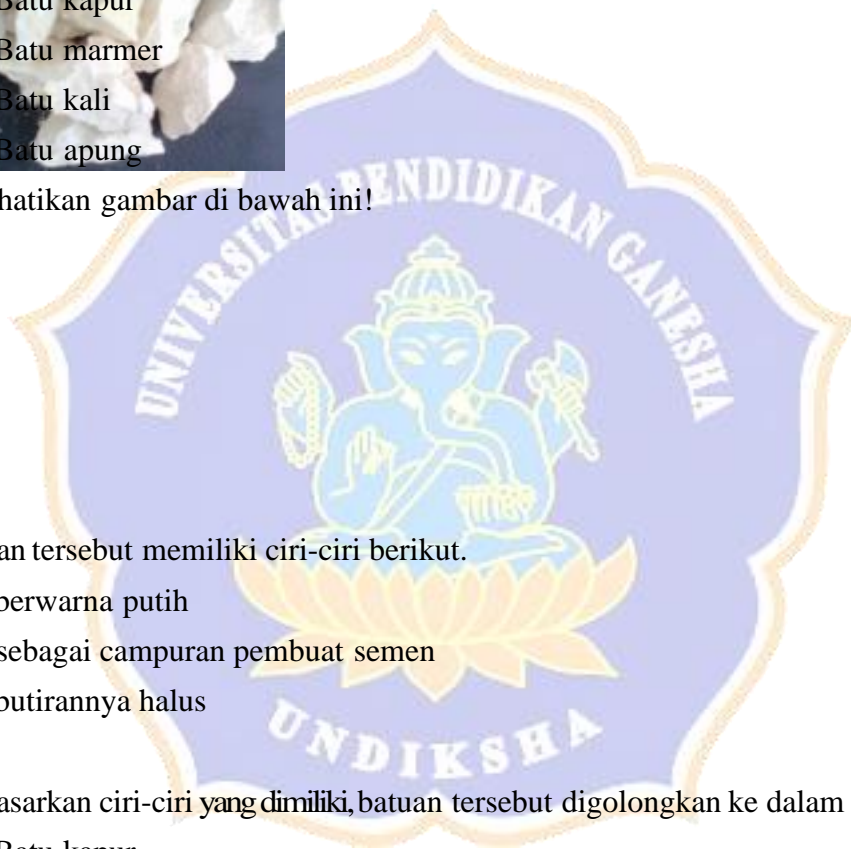 Batu kapur
Batu marmer
Batu kali
Batu apung
hatikan gambar di bawah ini!
UNIVERSITAS PENDIDIKAN GANESHA
an tersebut memiliki ciri-ciri berikut.
berwarna putih
sebagai campuran pembuat semen
butirannya halus
UNDIKSHA
asarkan ciri-ciri yang dimiliki, batuan tersebut digolongkan ke dalam
Batu kapur